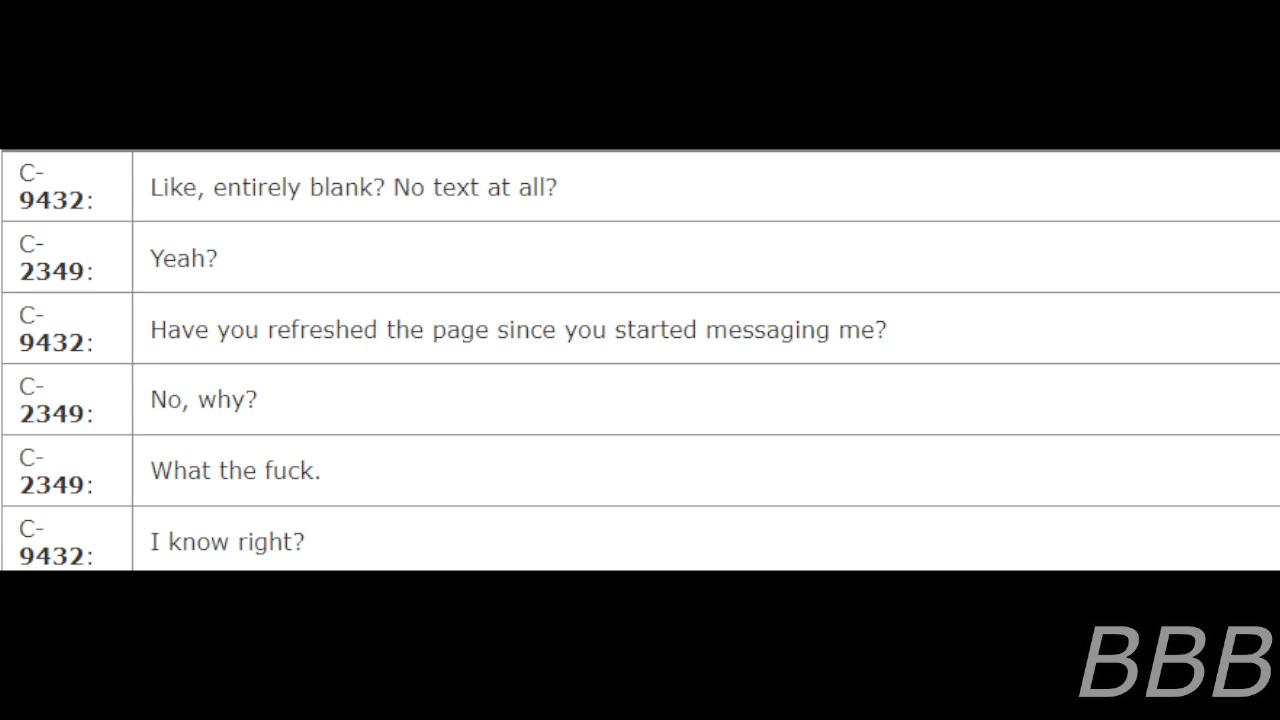 C-
9432:
Like, entirely blank? No text at all?
C-
2349:
Yeah?
C-
9432:
Have you refreshed the page since you started messaging me?
C-
2349:
No, why?
C-
2349:
What the fuck.
C-
9432:
I know right?
BBB